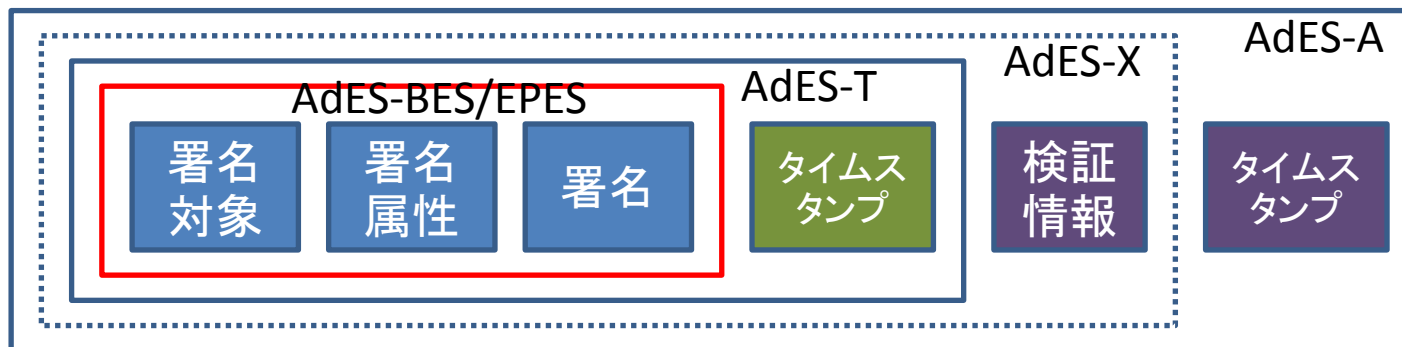 AdES-A
AdES-X
AdES-T
AdES-BES/EPES
署名
対象
署名
属性
署名
タイムス
タンプ
検証
情報
タイムス
タンプ